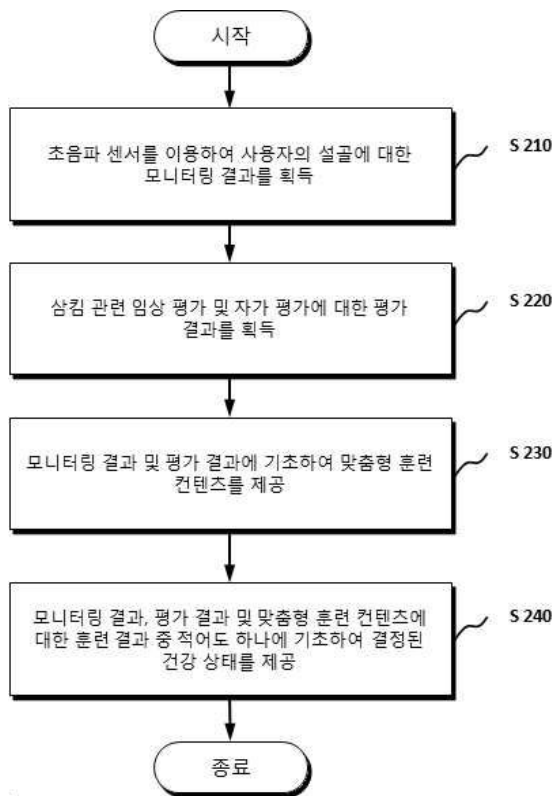 시작
초음파 센서를 이용하여 사용자의 설골에 대한
모니터링 결과를 획득
S 210
삼킴 관련 임상 평가 및 자가 평가에 대한 평가
결과를 획득
S 220
모니터링 결과 및 평가 결과에 기초하여 맞춤형 훈련
컨텐츠를 제공
S 230
모니터링 결과, 평가 결과 및 맞춤형 훈련 컨텐츠에
대한 훈련 결과 중 적어도 하나에 기초하여 결정된
건강 상태를 제공
S 240
종료